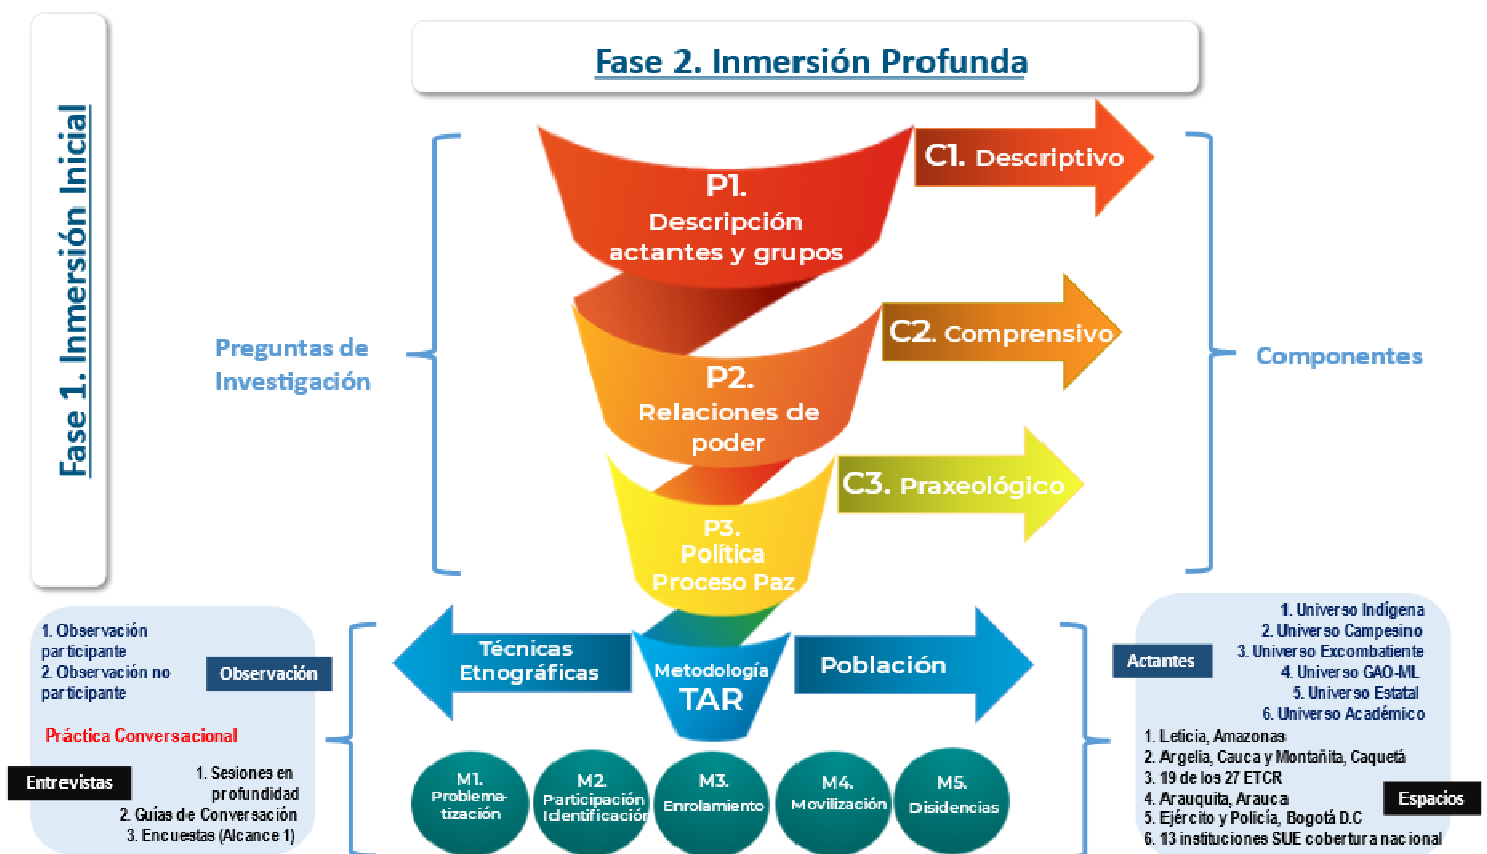 Fase 1. Inmersión Inicial
Fase 2. Inmersión Profunda
Preguntas de
Investigación
P1.
Descripción
actantes y grupos
C1. Descriptivo
P2.
Relaciones de
poder
C2. Comprensivo
P3.
Política
Proceso Paz
C3. Praxeológico
Componentes
1. Observación
participante
2. Observación no
participante
Observación
Práctica Conversacional
Entrevistas
1. Sesiones en
profundidad
2. Guías de Conversación
3. Encuestas (Alcance 1)
Técnicas
Etnográficas
Metodología
TAR
Población
M1.
Problema-
tización
M2.
Participación
Identificación
M3.
Enrolamiento
M4.
Movilización
M5.
Disidencias
Actantes
1. Universo Indígena
2. Universo Campesino
3. Universo Excombatiente
4. Universo GAO-ML
5. Universo Estatal
6. Universo Académico
1. Leticia, Amazonas
2. Argelia, Cauca y Montañita, Caquetá
3. 19 de los 27 ETCR
4. Arauquita, Arauca
5. Ejército y Policía, Bogotá D.C
6. 13 instituciones SUE cobertura nacional
Espacios